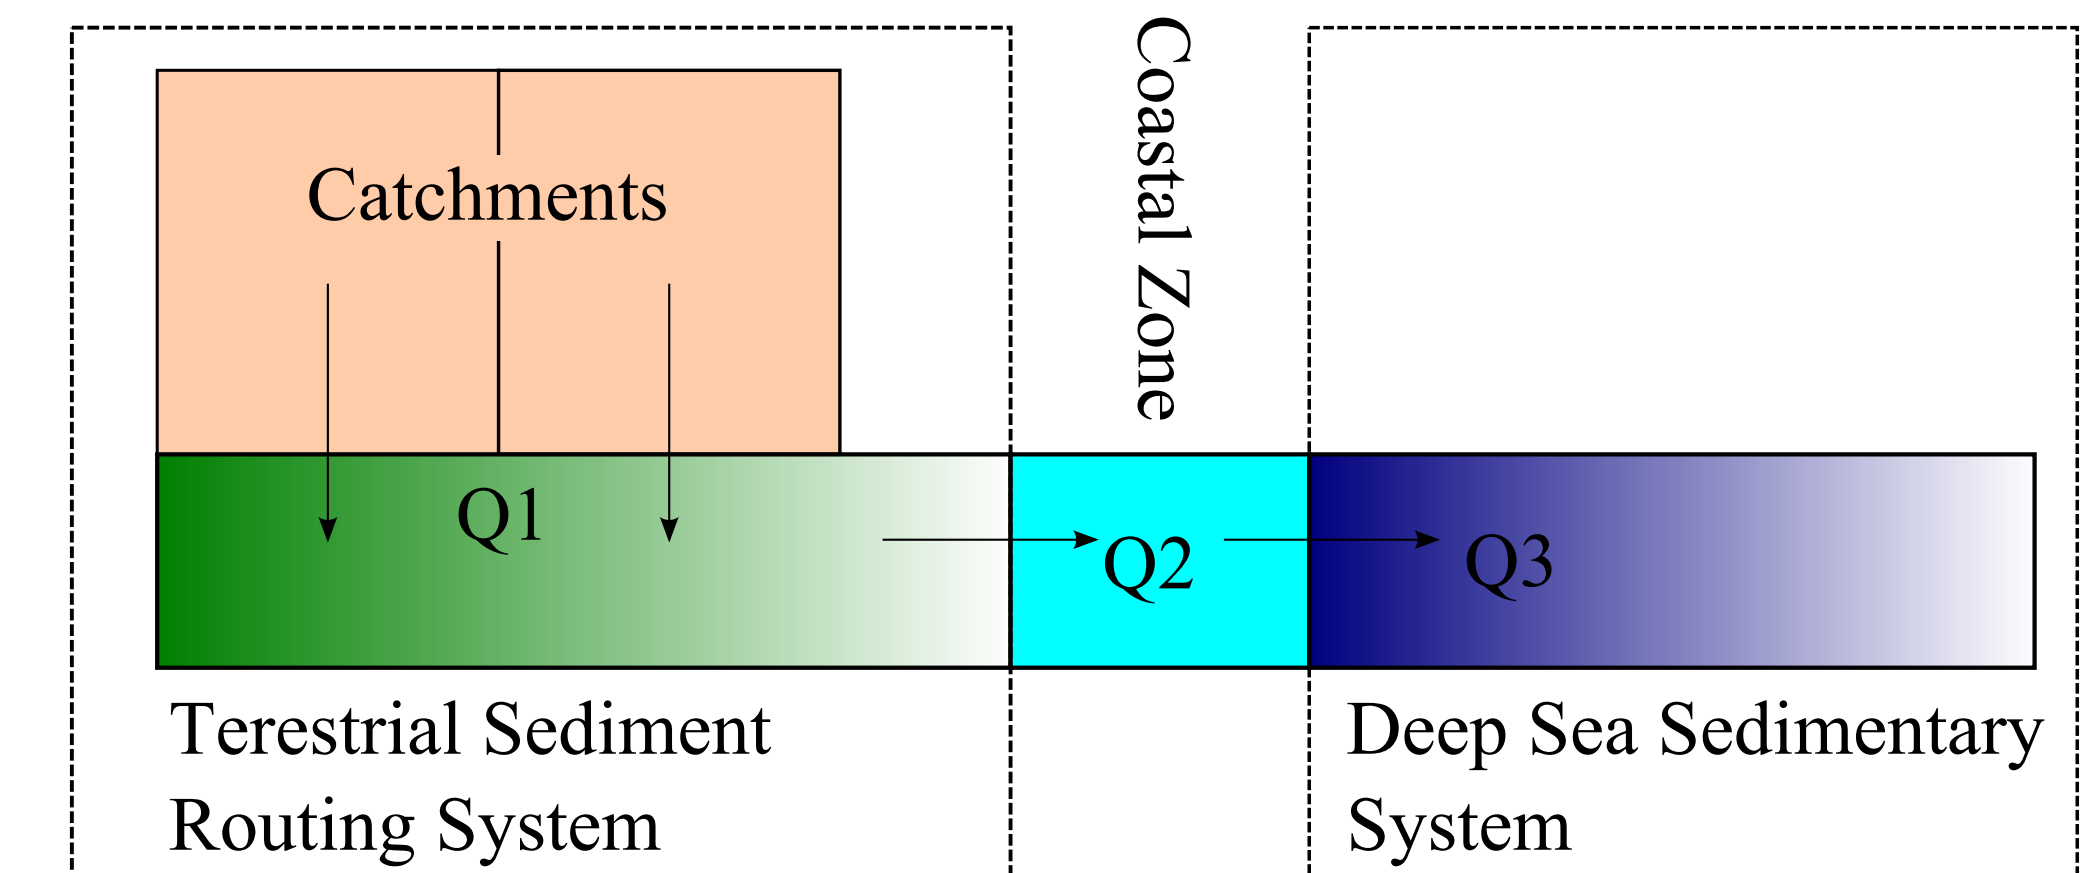 Catchments
Coastal Zone
Q1
Q2
Q3
Terestrial Sediment
Routing System
Deep Sea Sedimentary
System